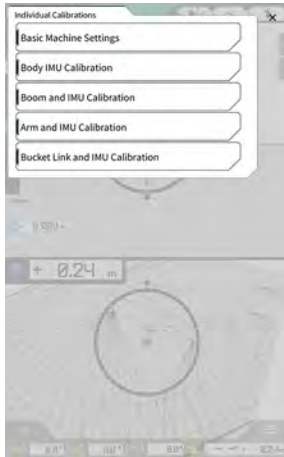 Individual Calibrations
Basic Machine Settings
Body IMU Calibration
Boom and IMU Calibration
Arm and IMU Calibration
Bucket Link and IMU Calibration
+ 0.24 m